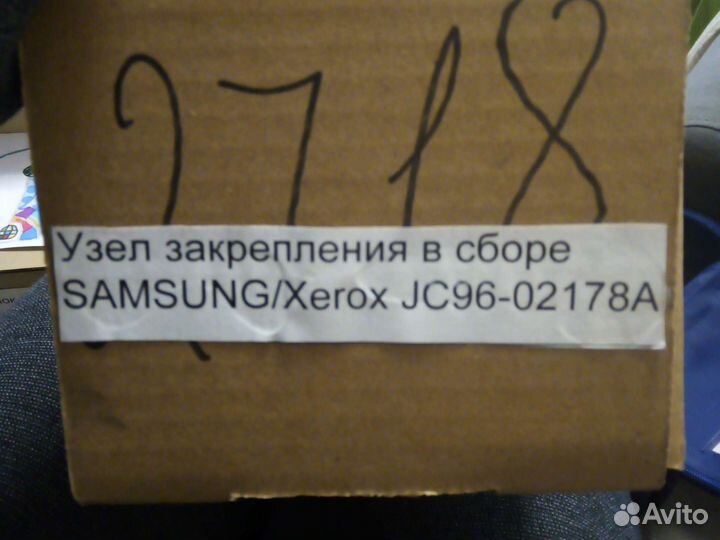 2718
Узел закрепления в сборе
SAMSUNG/Xerox JC96-02178A
Avito